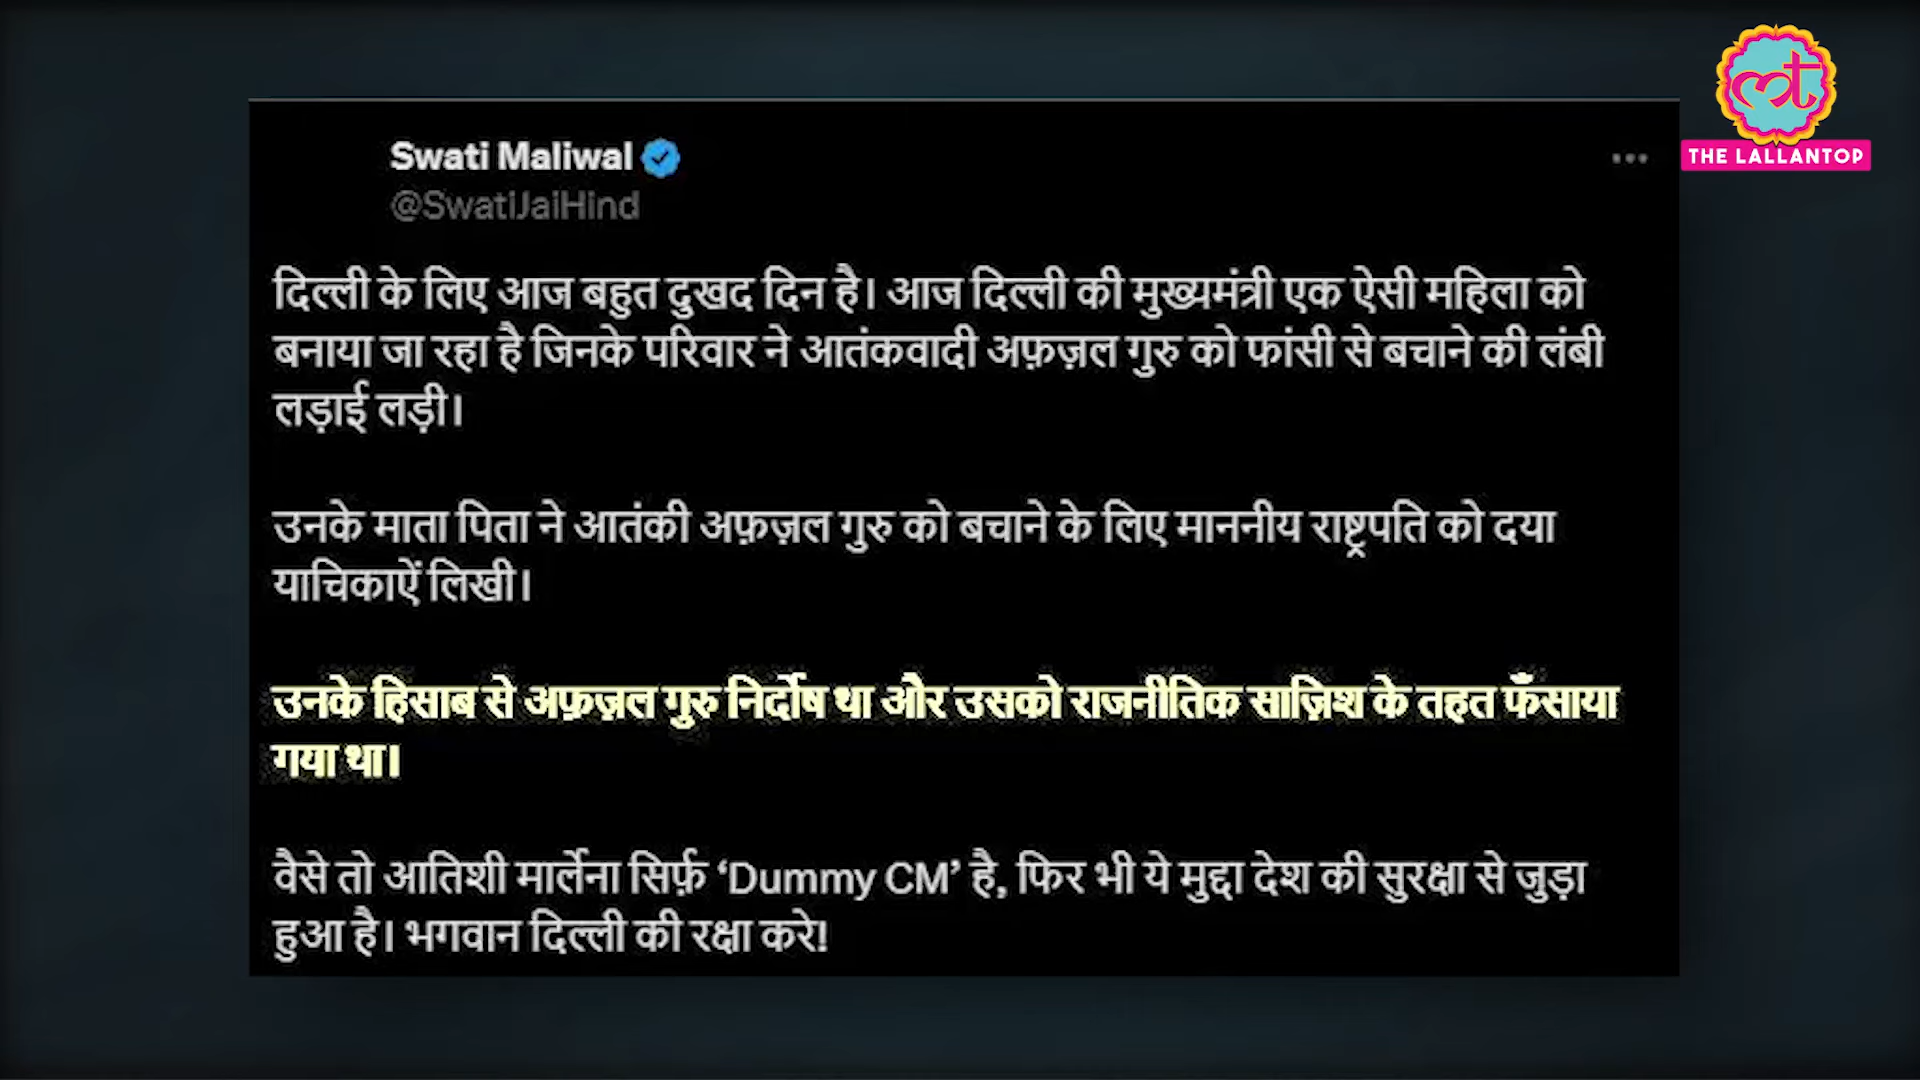 THE LALLANTOP
Swati Maliwal
@SwatiJaiHind
दिल्ली के लिए आज बहुत दुखद दिन है। आज दिल्ली की मुख्यमंत्री एक ऐसी महिला को
बनाया जा रहा है जिनके परिवार ने आतंकवादी अफ़ज़ल गुरु को फांसी से बचाने की लंबी
लड़ाई लड़ी।
उनके माता पिता ने आतंकी अफ़ज़ल गुरु को बचाने के लिए माननीय राष्ट्रपति को दया
याचिकाऐं लिखी।
उनके हिसाब से अफ़ज़ल गुरु निर्दोष था और उसको राजनीतिक साज़िश के तहत फँसाया
गया था।
वैसे तो आतिशी मार्लेना सिर्फ़ ‘Dummy CM’ है, फिर भी ये मुद्दा देश की सुरक्षा से जुड़ा
हुआ है। भगवान दिल्ली की रक्षा करे!